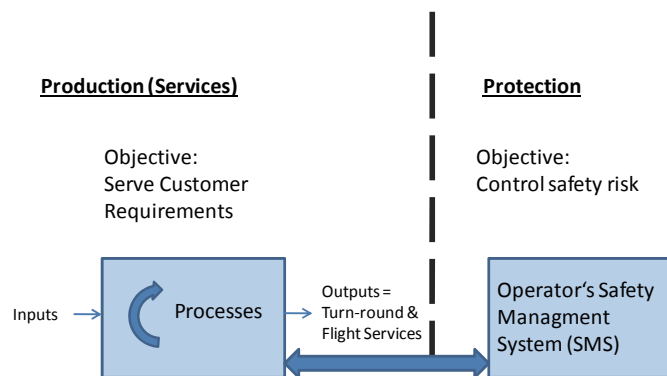 Production (Services)
Protection
Objective:
Serve Customer
Requirements
Objective:
Control safety risk
Inputs
Processes
Outputs =
Turn-round &
Flight Services
Operator‘s Safety
Managment
System (SMS)